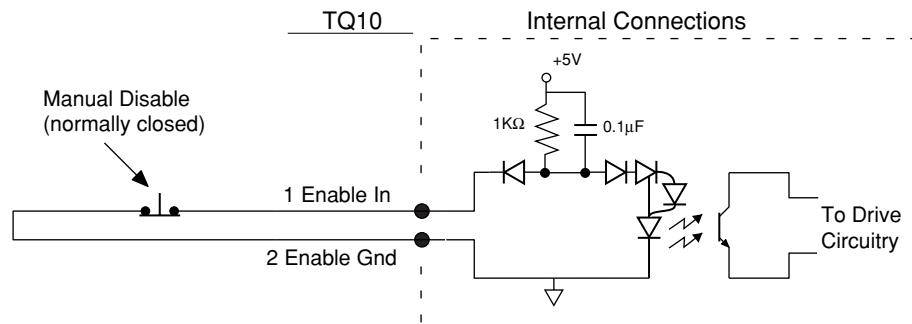 TQ10
Internal Connections
+5V
Manual Disable
(normally closed)
1KΩ
0.1µF
1 Enable In
2 Enable Gnd
To Drive
Circuitry